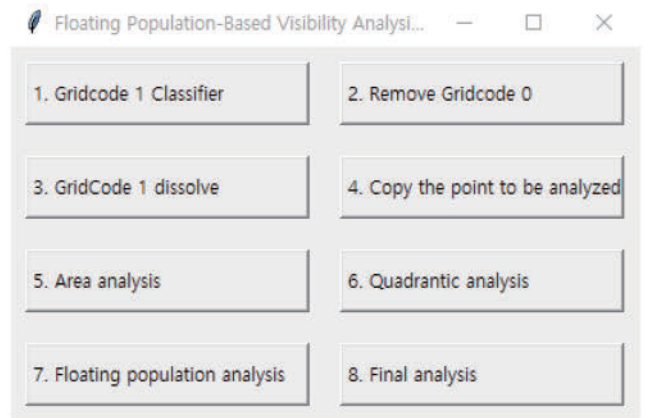 Floating Population-Based Visibility Analysi...
1. Gridcode 1 Classifier
2. Remove Gridcode 0
3. GridCode 1 dissolve
4. Copy the point to be analyzed
5. Area analysis
6. Quadrantic analysis
7. Floating population analysis
8. Final analysis